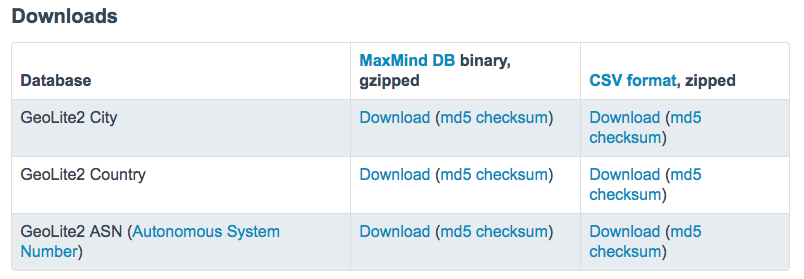 Downloads
Database
MaxMind DB binary,
gzipped
CSV format, zipped
GeoLite2 City
Download (md5 checksum)
Download (md5
checksum)
GeoLite2 Country
Download (md5 checksum)
Download (md5
checksum)
GeoLite2 ASN (Autonomous System
Number)
Download (md5 checksum)
Download (md5
checksum)